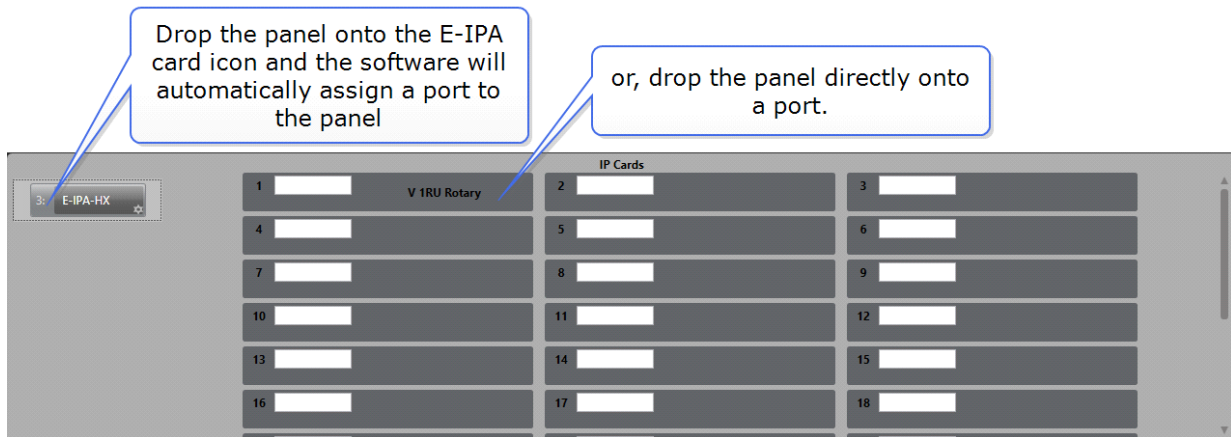 Drop the panel onto the E-IPA
card icon and the software will
automatically assign a port to
the panel
or, drop the panel directly onto
a port.
IP Cards
3: E-IPA-HX
1 V 1RU Rotary 2 3
4 5 6
7 8 9
10 11 12
13 14 15
16 17 18